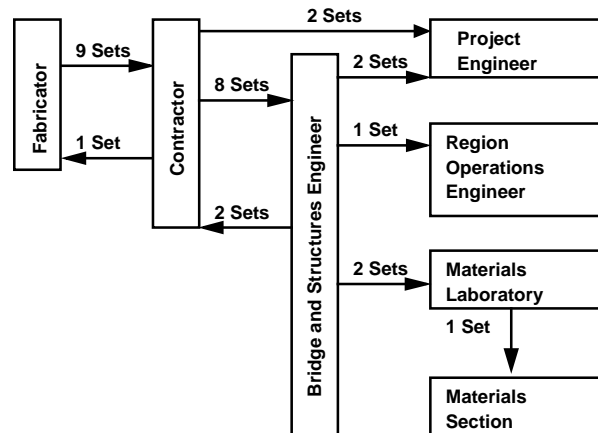 2 Sets
Project
Engineer
9 Sets
8 Sets
2 Sets
Fabricator
Contractor
Bridge and Structures Engineer
1 Set
1 Set
Region
Operations
Engineer
2 Sets
2 Sets
Materials
Laboratory
1 Set
Materials
Section